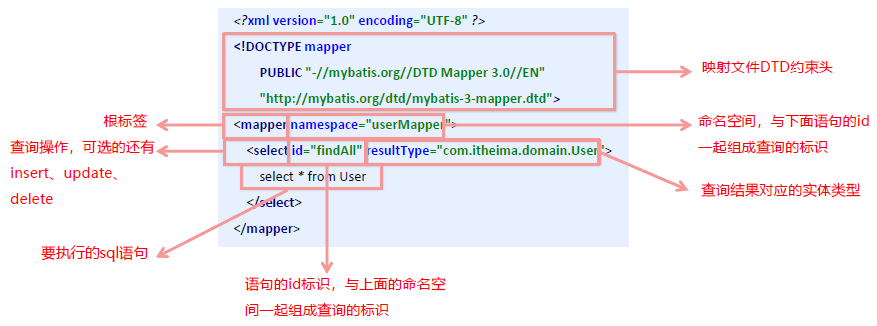 <?xml version="1.0" encoding="UTF-8" ?>
<!DOCTYPE mapper
PUBLIC "-//mybatis.org//DTD Mapper 3.0//EN"
"http://mybatis.org/dtd/mybatis-3-mapper.dtd">
映射文件DTD约束头
根标签
<mapper namespace="userMapper">
命名空间，与下面语句的id
一起组成查询的标识
查询操作，可选的还有
insert、update、
delete
<select id="findAll" resultType="com.itheima.domain.User">
select * from User
</select>
</mapper>
查询结果对应的实体类型
要执行的sql语句
语句的id标识，与上面的命名空
间一起组成查询的标识